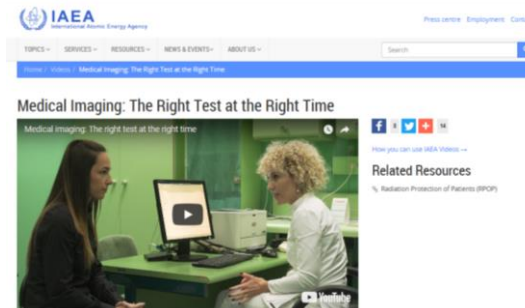 IAEA
International Atomic Energy Agency
Press centre Employment
TOPICS SERVICES RESOURCES NEWS & EVENTS ABOUT US
Search
Home / Videos / Medical Imaging: The Right Test at the Right Time
Medical Imaging: The Right Test at the Right Time
Medical imaging: The right test at the right time
14
How you can use IAEA Videos →
Related Resources
Radiation Protection of Patients (RPOP)
YouTube